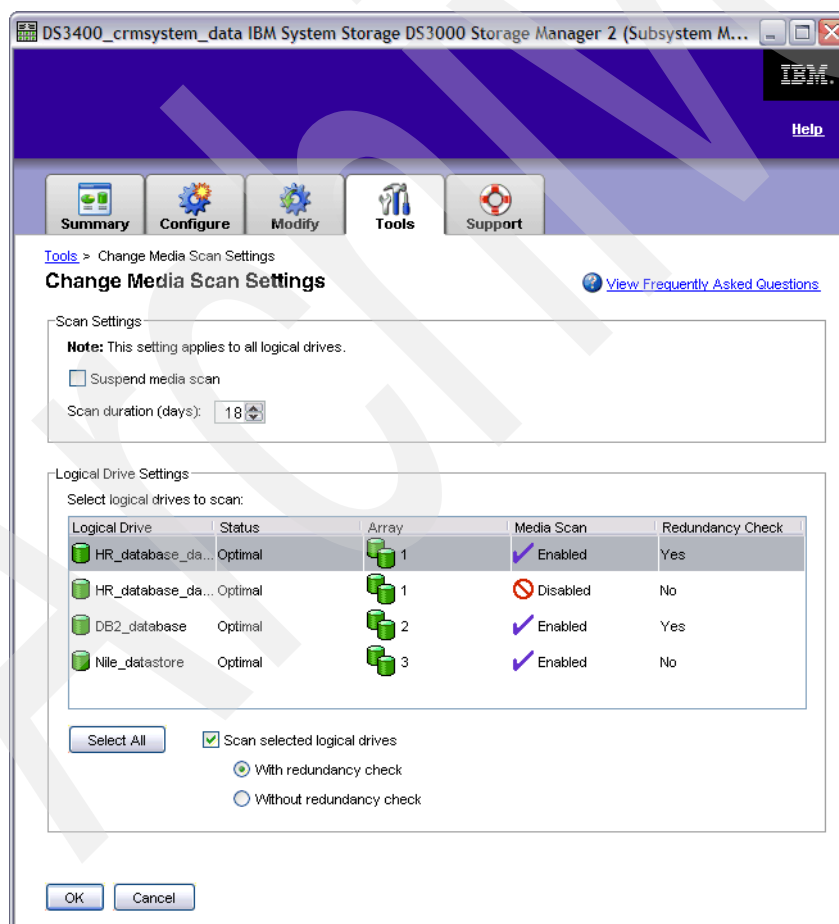 DS3400_crmsystem_data IBM System Storage DS3000 Storage Manager 2 (Subsystem M...
IBM.
Help
Summary
Configure
Modify
Tools
Support
Tools > Change Media Scan Settings
Change Media Scan Settings
View Frequently Asked Questions
Scan Settings
Note: This setting applies to all logical drives.
Suspend media scan
Scan duration (days): 18
Logical Drive Settings
Select logical drives to scan:
Logical Drive Status Array Media Scan Redundancy Check
HR_database_da... Optimal 1 Enabled Yes
HR_database_da... Optimal 1 Disabled No
DB2_database Optimal 2 Enabled Yes
Nile_datastore Optimal 3 Enabled No
Select All
Scan selected logical drives
With redundancy check
Without redundancy check
OK Cancel